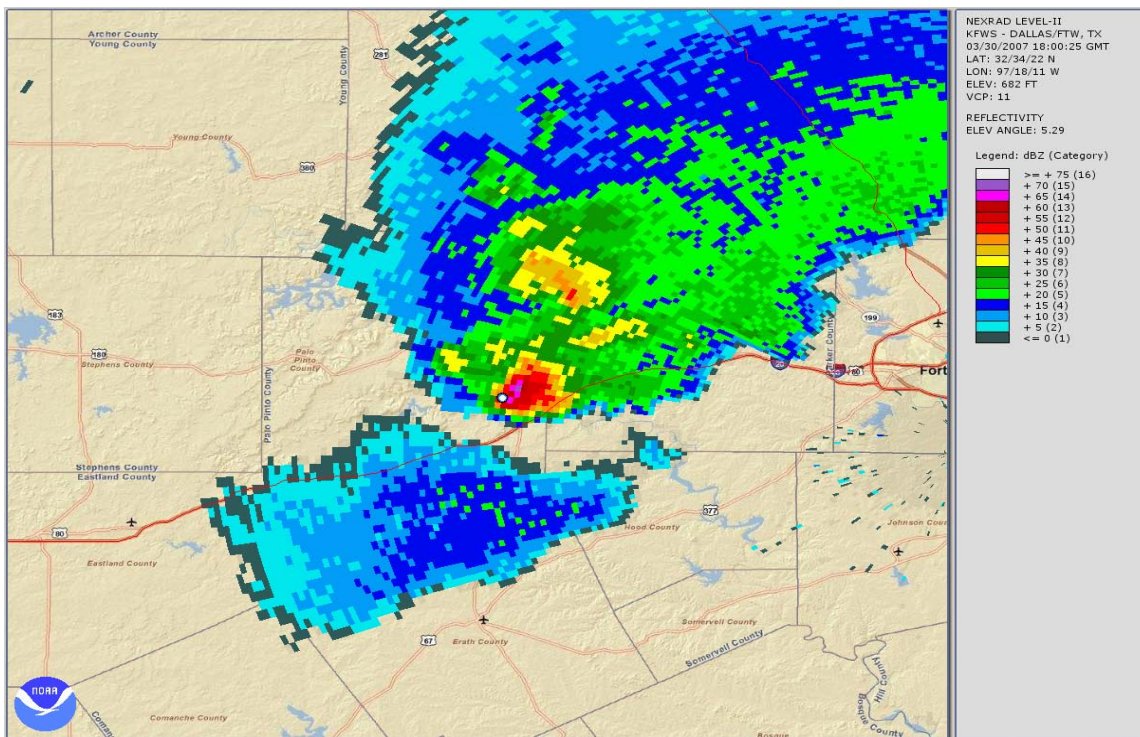 Archer County
Young County
281
Young County
Young County
380
183
180
Stephens County
Palo
Pinto
County
Palo Pinto County
Stephens County
Eastland County
80
Eastland County
Parker County
199
20
80
Fort
377
Hood County
Johnson Coun
67
Erath County
Somervell County
Somervell County
Hill County
Bosque County
Comanche County
Coman
Bosque
NOAA
NEXRAD LEVEL-II
KFWS - DALLAS/FTW, TX
03/30/2007 18:00:25 GMT
LAT: 32/34/22 N
LON: 97/18/11 W
ELEV: 682 FT
VCP: 11
REFLECTIVITY
ELEV ANGLE: 5.29
Legend: dBZ (Category)
>= + 75 (16)
+ 70 (15)
+ 65 (14)
+ 60 (13)
+ 55 (12)
+ 50 (11)
+ 45 (10)
+ 40 (9)
+ 35 (8)
+ 30 (7)
+ 25 (6)
+ 20 (5)
+ 15 (4)
+ 10 (3)
+ 5 (2)
<= 0 (1)